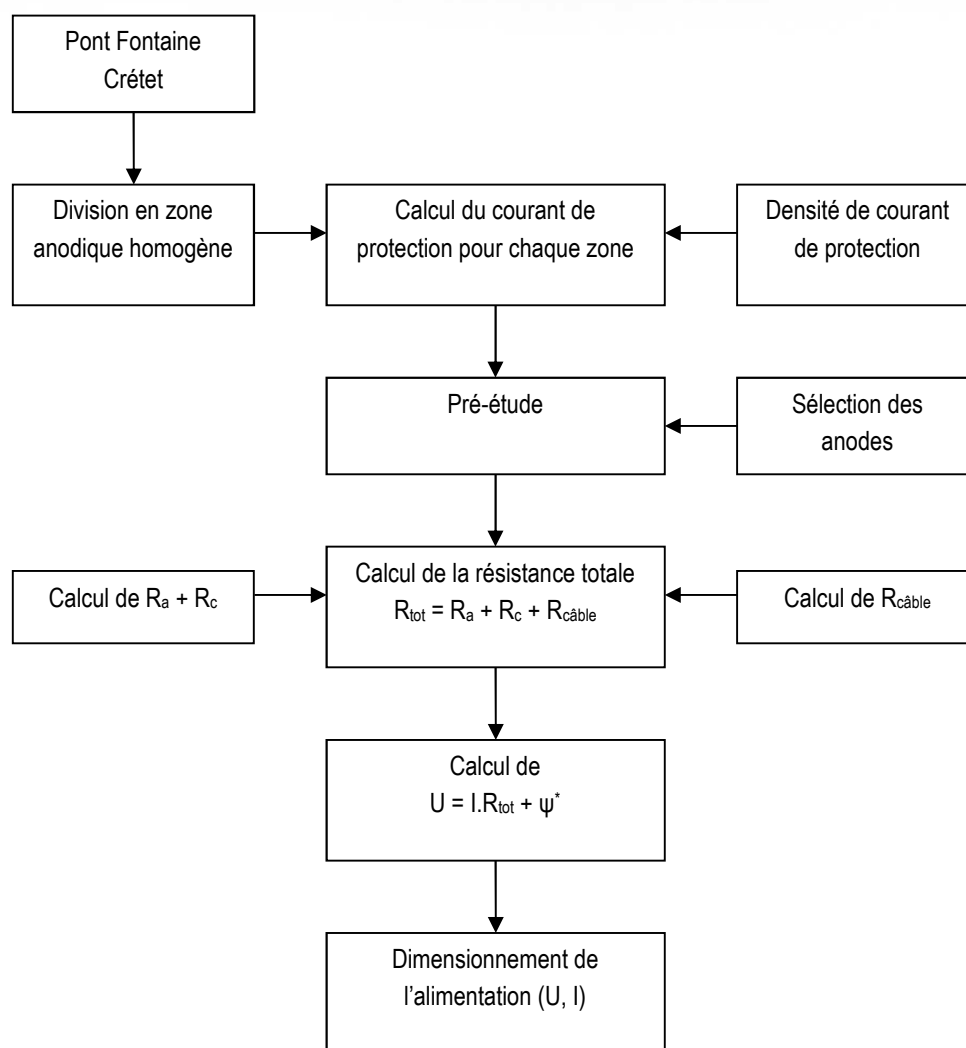 Pont Fontaine
Crétet
Division en zone
anodique homogène
Calcul du courant de
protection pour chaque zone
Densité de courant
de protection
Pré-étude
Sélection des
anodes
Calcul de Ra + Rc
Calcul de la résistance totale
Rtot = Ra + Rc + Rcâble
Calcul de Rcâble
Calcul de
U = I.Rtot + ψ*
Dimensionnement de
l’alimentation (U, I)